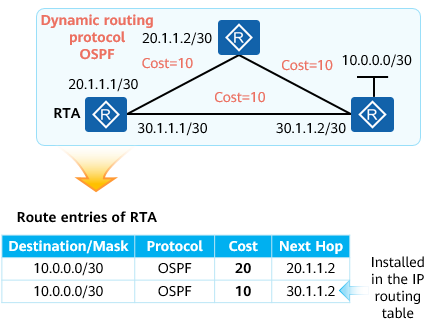 Dynamic routing
protocol
OSPF
20.1.1.2/30
R
Cost=10
Cost=10
10.0.0.0/30
20.1.1.1/30
Cost=10
RTA
R
R
30.1.1.1/30
30.1.1.2/30
Route entries of RTA
Destination/Mask Protocol Cost Next Hop
10.0.0.0/30 OSPF 20 20.1.1.2
10.0.0.0/30 OSPF 10 30.1.1.2
Installed
in the IP
routing
table